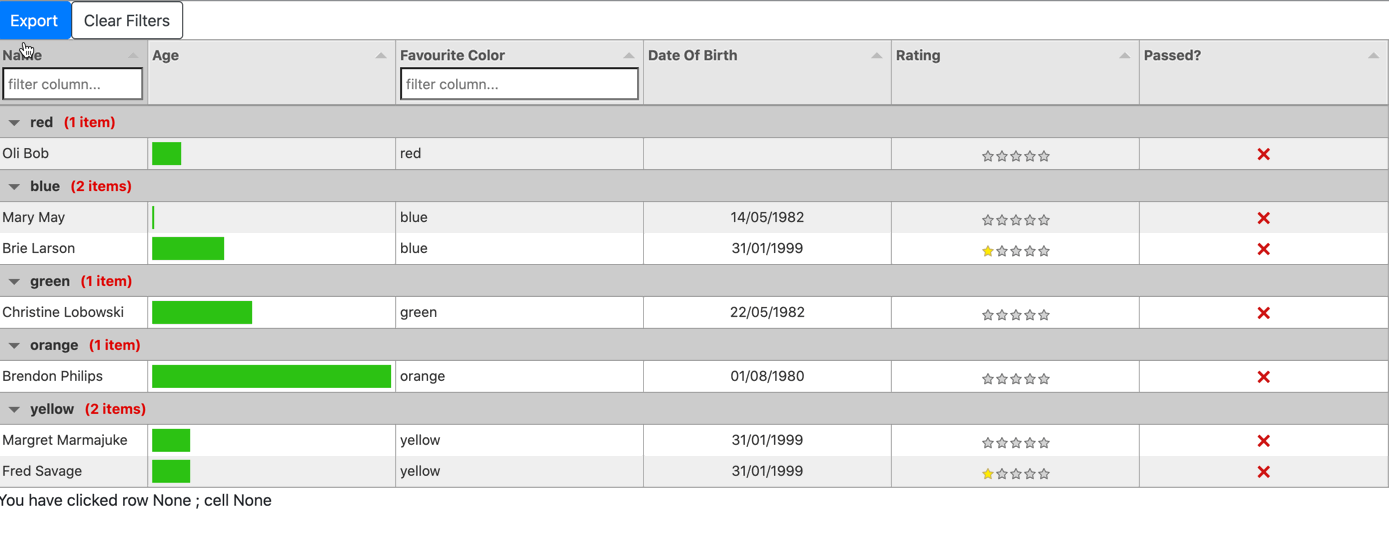 Export Clear Filters
Name Age Favourite Color Date Of Birth Rating Passed?
filter column... filter column...
red (1 item)
Oli Bob red
blue (2 items)
Mary May blue 14/05/1982
Brie Larson blue 31/01/1999
green (1 item)
Christine Lobowski green 22/05/1982
orange (1 item)
Brendon Philips orange 01/08/1980
yellow (2 items)
Margret Marmajuke yellow 31/01/1999
Fred Savage yellow 31/01/1999
You have clicked row None ; cell None